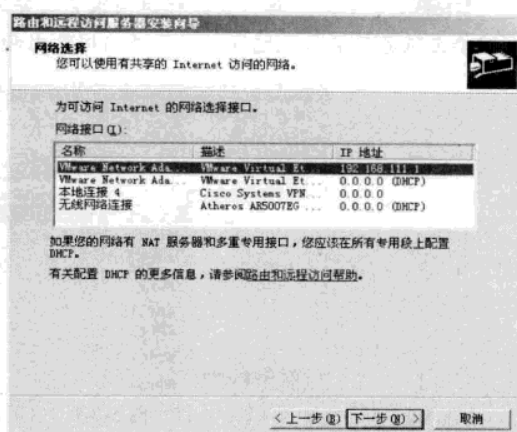 路由和远程访问服务器安装向导
网络选择
您可以使用有共享的 Internet 访问的网络。
为可访问 Internet 的网络选择接口。
网络接口(I):
名称 描述 IP 地址
VMware Network Ada... VMware Virtual Et... 192.168.111.1
VMware Network Ada... VMware Virtual Et... 0.0.0.0 (DHCP)
本地连接 4 Cisco Systems VPN... 0.0.0.0
无线网络连接 Atheros AR5007EG ... 0.0.0.0 (DHCP)
如果您的网络有 NAT 服务器和多重专用接口，您应该在所有专用段上配置
DHCP。
有关配置 DHCP 的更多信息，请参阅路由和远程访问帮助。
<上一步(B) 下一步(N)> 取消